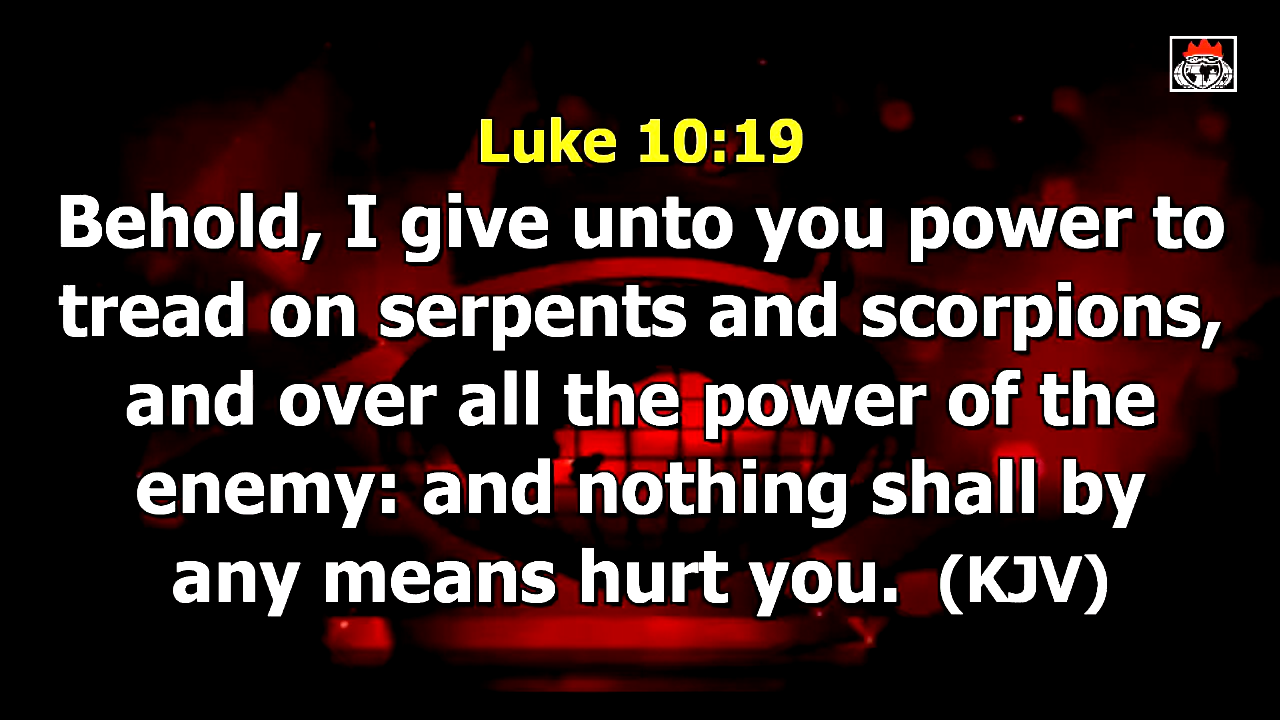 Luke 10:19
Behold, I give unto you power to
tread on serpents and scorpions,
and over all the power of the
enemy: and nothing shall by
any means hurt you. (KJV)